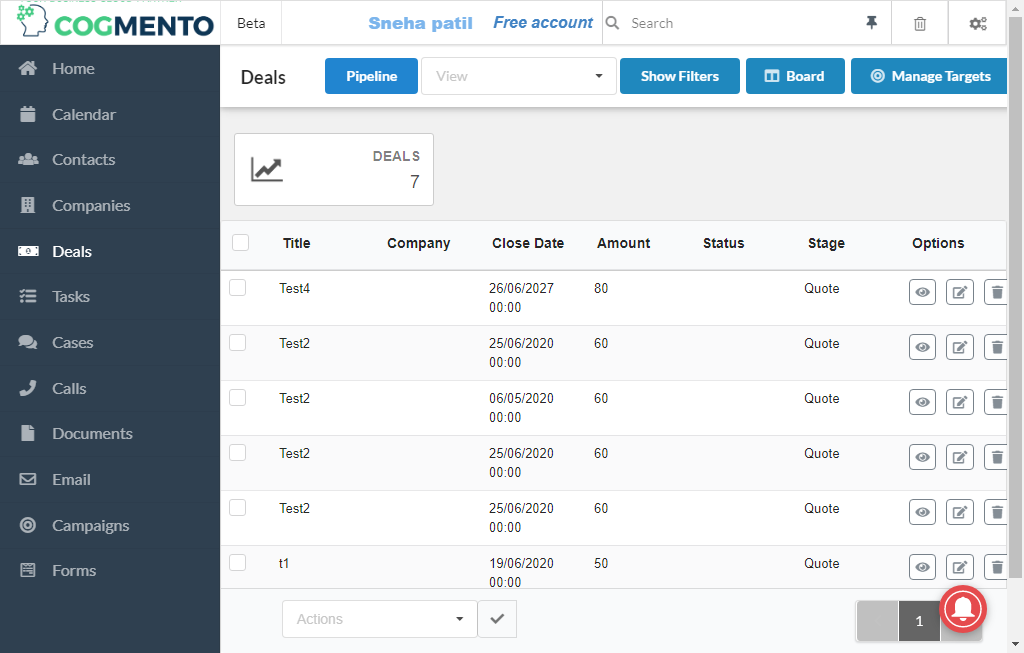 COGMENTO
Beta
Sneha patil
Free account
Search
Home
Calendar
Contacts
Companies
Deals
Tasks
Cases
Calls
Documents
Email
Campaigns
Forms
Deals
Pipeline
View
Show Filters
Board
Manage Targets
DEALS
7
Title Company Close Date Amount Status Stage Options
Test4 26/06/2027 00:00 80 Quote
Test2 25/06/2020 00:00 60 Quote
Test2 06/05/2020 00:00 60 Quote
Test2 25/06/2020 00:00 60 Quote
Test2 25/06/2020 00:00 60 Quote
t1 19/06/2020 00:00 50 Quote
Actions
1